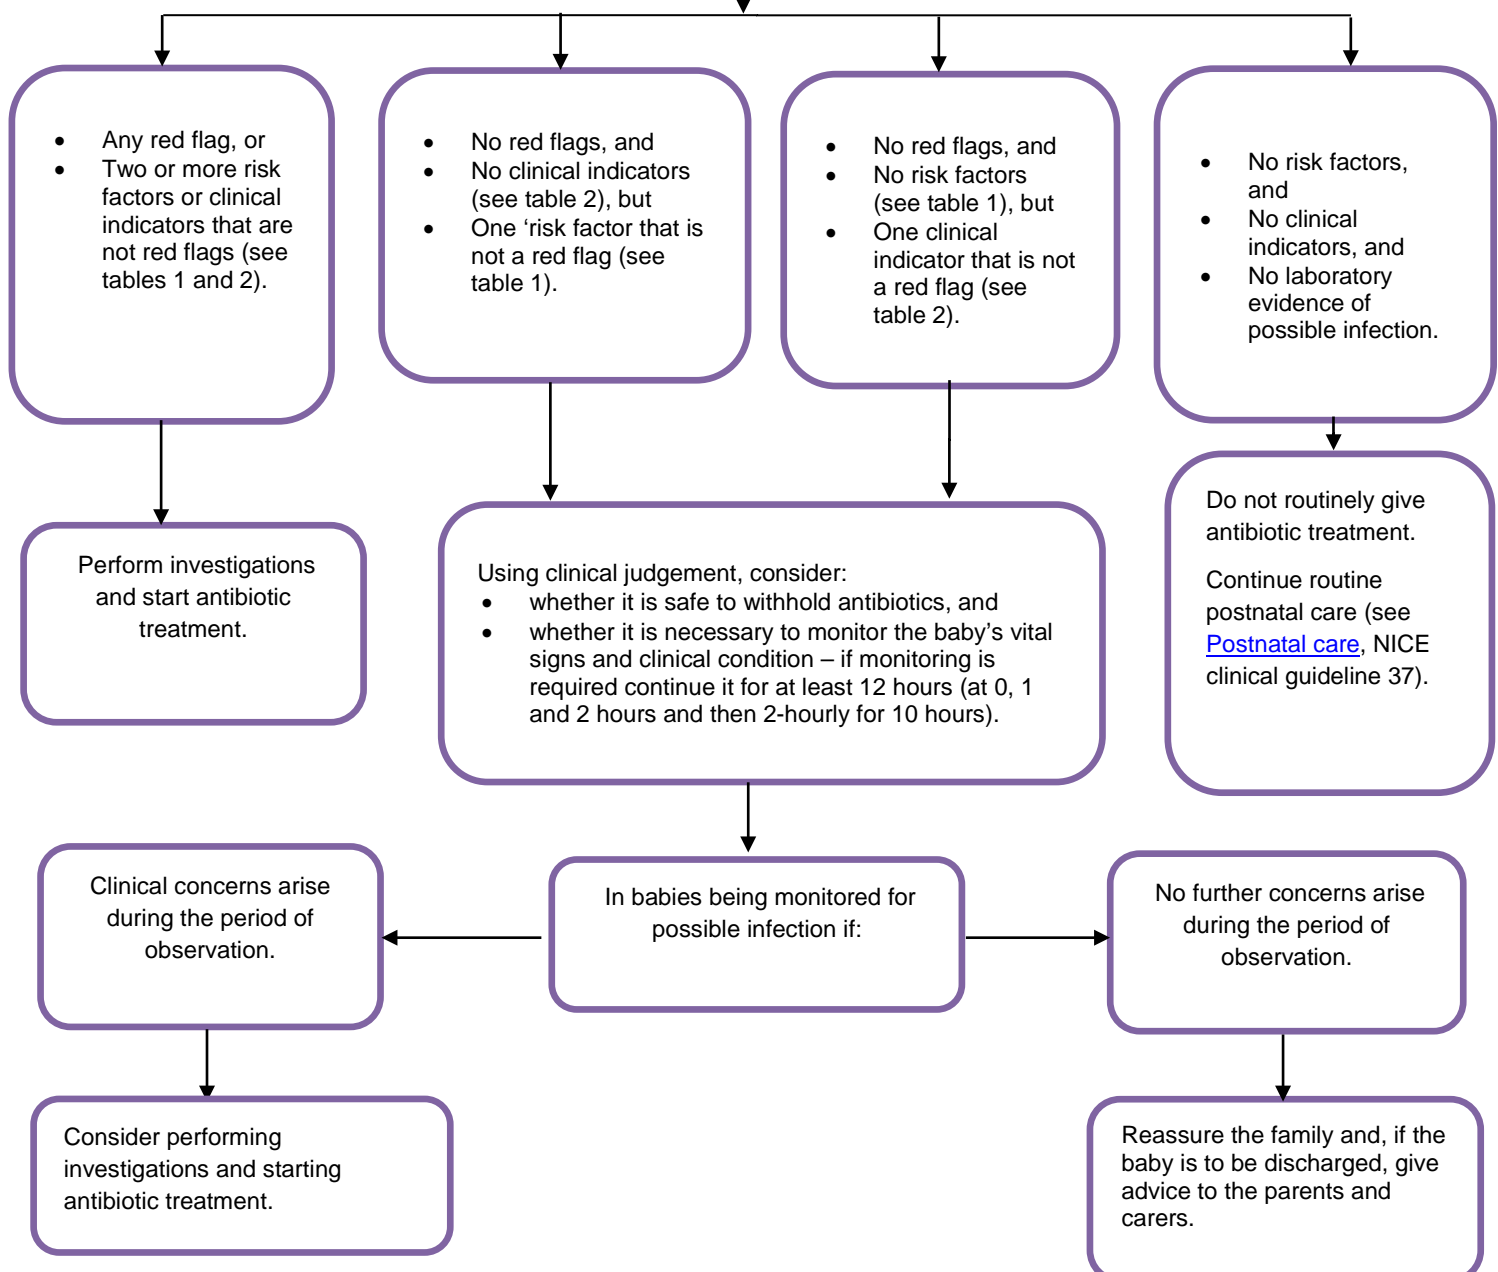 • Any red flag, or
• Two or more risk
factors or clinical
indicators that are
not red flags (see
tables 1 and 2).
• No red flags, and
• No clinical indicators
(see table 2), but
• One ‘risk factor that is
not a red flag (see
table 1).
• No red flags, and
• No risk factors
(see table 1), but
• One clinical
indicator that is not
a red flag (see
table 2).
• No risk factors,
and
• No clinical
indicators, and
• No laboratory
evidence of
possible infection.
Perform investigations
and start antibiotic
treatment.
Using clinical judgement, consider:
• whether it is safe to withhold antibiotics, and
• whether it is necessary to monitor the baby’s vital
signs and clinical condition – if monitoring is
required continue it for at least 12 hours (at 0, 1
and 2 hours and then 2-hourly for 10 hours).
Do not routinely give
antibiotic treatment.
Continue routine
postnatal care (see
Postnatal care, NICE
clinical guideline 37).
Clinical concerns arise
during the period of
observation.
In babies being monitored for
possible infection if:
No further concerns arise
during the period of
observation.
Consider performing
investigations and starting
antibiotic treatment.
Reassure the family and, if the
baby is to be discharged, give
advice to the parents and
carers.